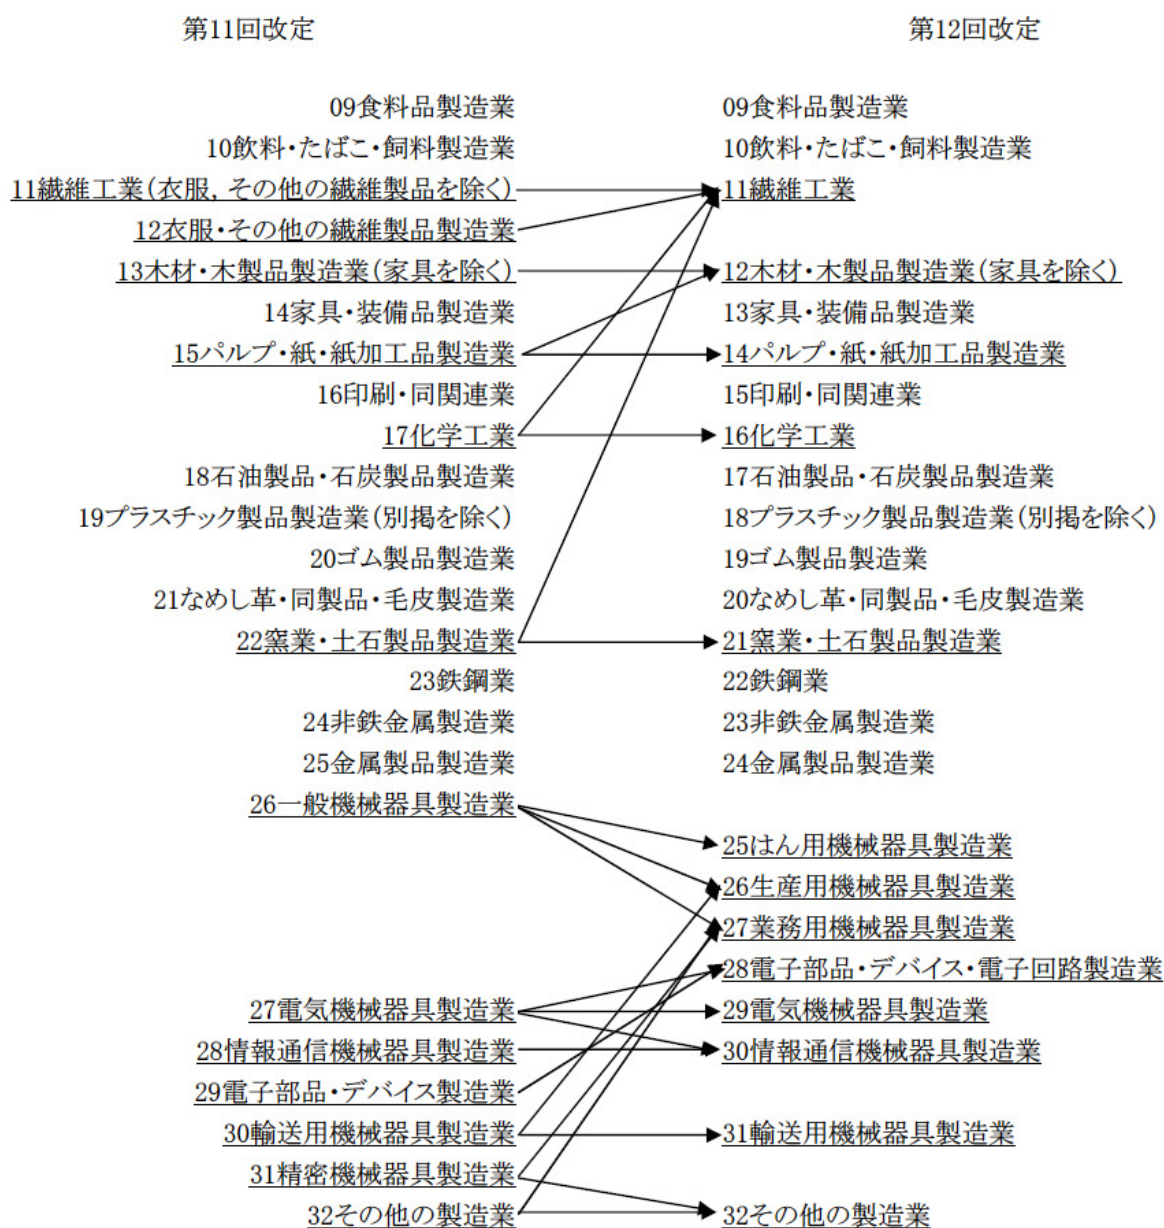 第11回改定 第12回改定
09食料品製造業 09食料品製造業
10飲料・たばこ・飼料製造業 10飲料・たばこ・飼料製造業
11繊維工業(衣服，その他の繊維製品を除く) 11繊維工業
12衣服・その他の繊維製品製造業
13木材・木製品製造業(家具を除く) 12木材・木製品製造業(家具を除く)
14家具・装備品製造業 13家具・装備品製造業
15パルプ・紙・紙加工品製造業 14パルプ・紙・紙加工品製造業
16印刷・同関連業 15印刷・同関連業
17化学工業 16化学工業
18石油製品・石炭製品製造業 17石油製品・石炭製品製造業
19プラスチック製品製造業(別掲を除く) 18プラスチック製品製造業(別掲を除く)
20ゴム製品製造業 19ゴム製品製造業
21なめし革・同製品・毛皮製造業 20なめし革・同製品・毛皮製造業
22窯業・土石製品製造業 21窯業・土石製品製造業
23鉄鋼業 22鉄鋼業
24非鉄金属製造業 23非鉄金属製造業
25金属製品製造業 24金属製品製造業
26一般機械器具製造業
25はん用機械器具製造業
26生産用機械器具製造業
27業務用機械器具製造業
28電子部品・デバイス・電子回路製造業
27電気機械器具製造業 29電気機械器具製造業
28情報通信機械器具製造業 30情報通信機械器具製造業
29電子部品・デバイス製造業
30輸送用機械器具製造業 31輸送用機械器具製造業
31精密機械器具製造業
32その他の製造業 32その他の製造業